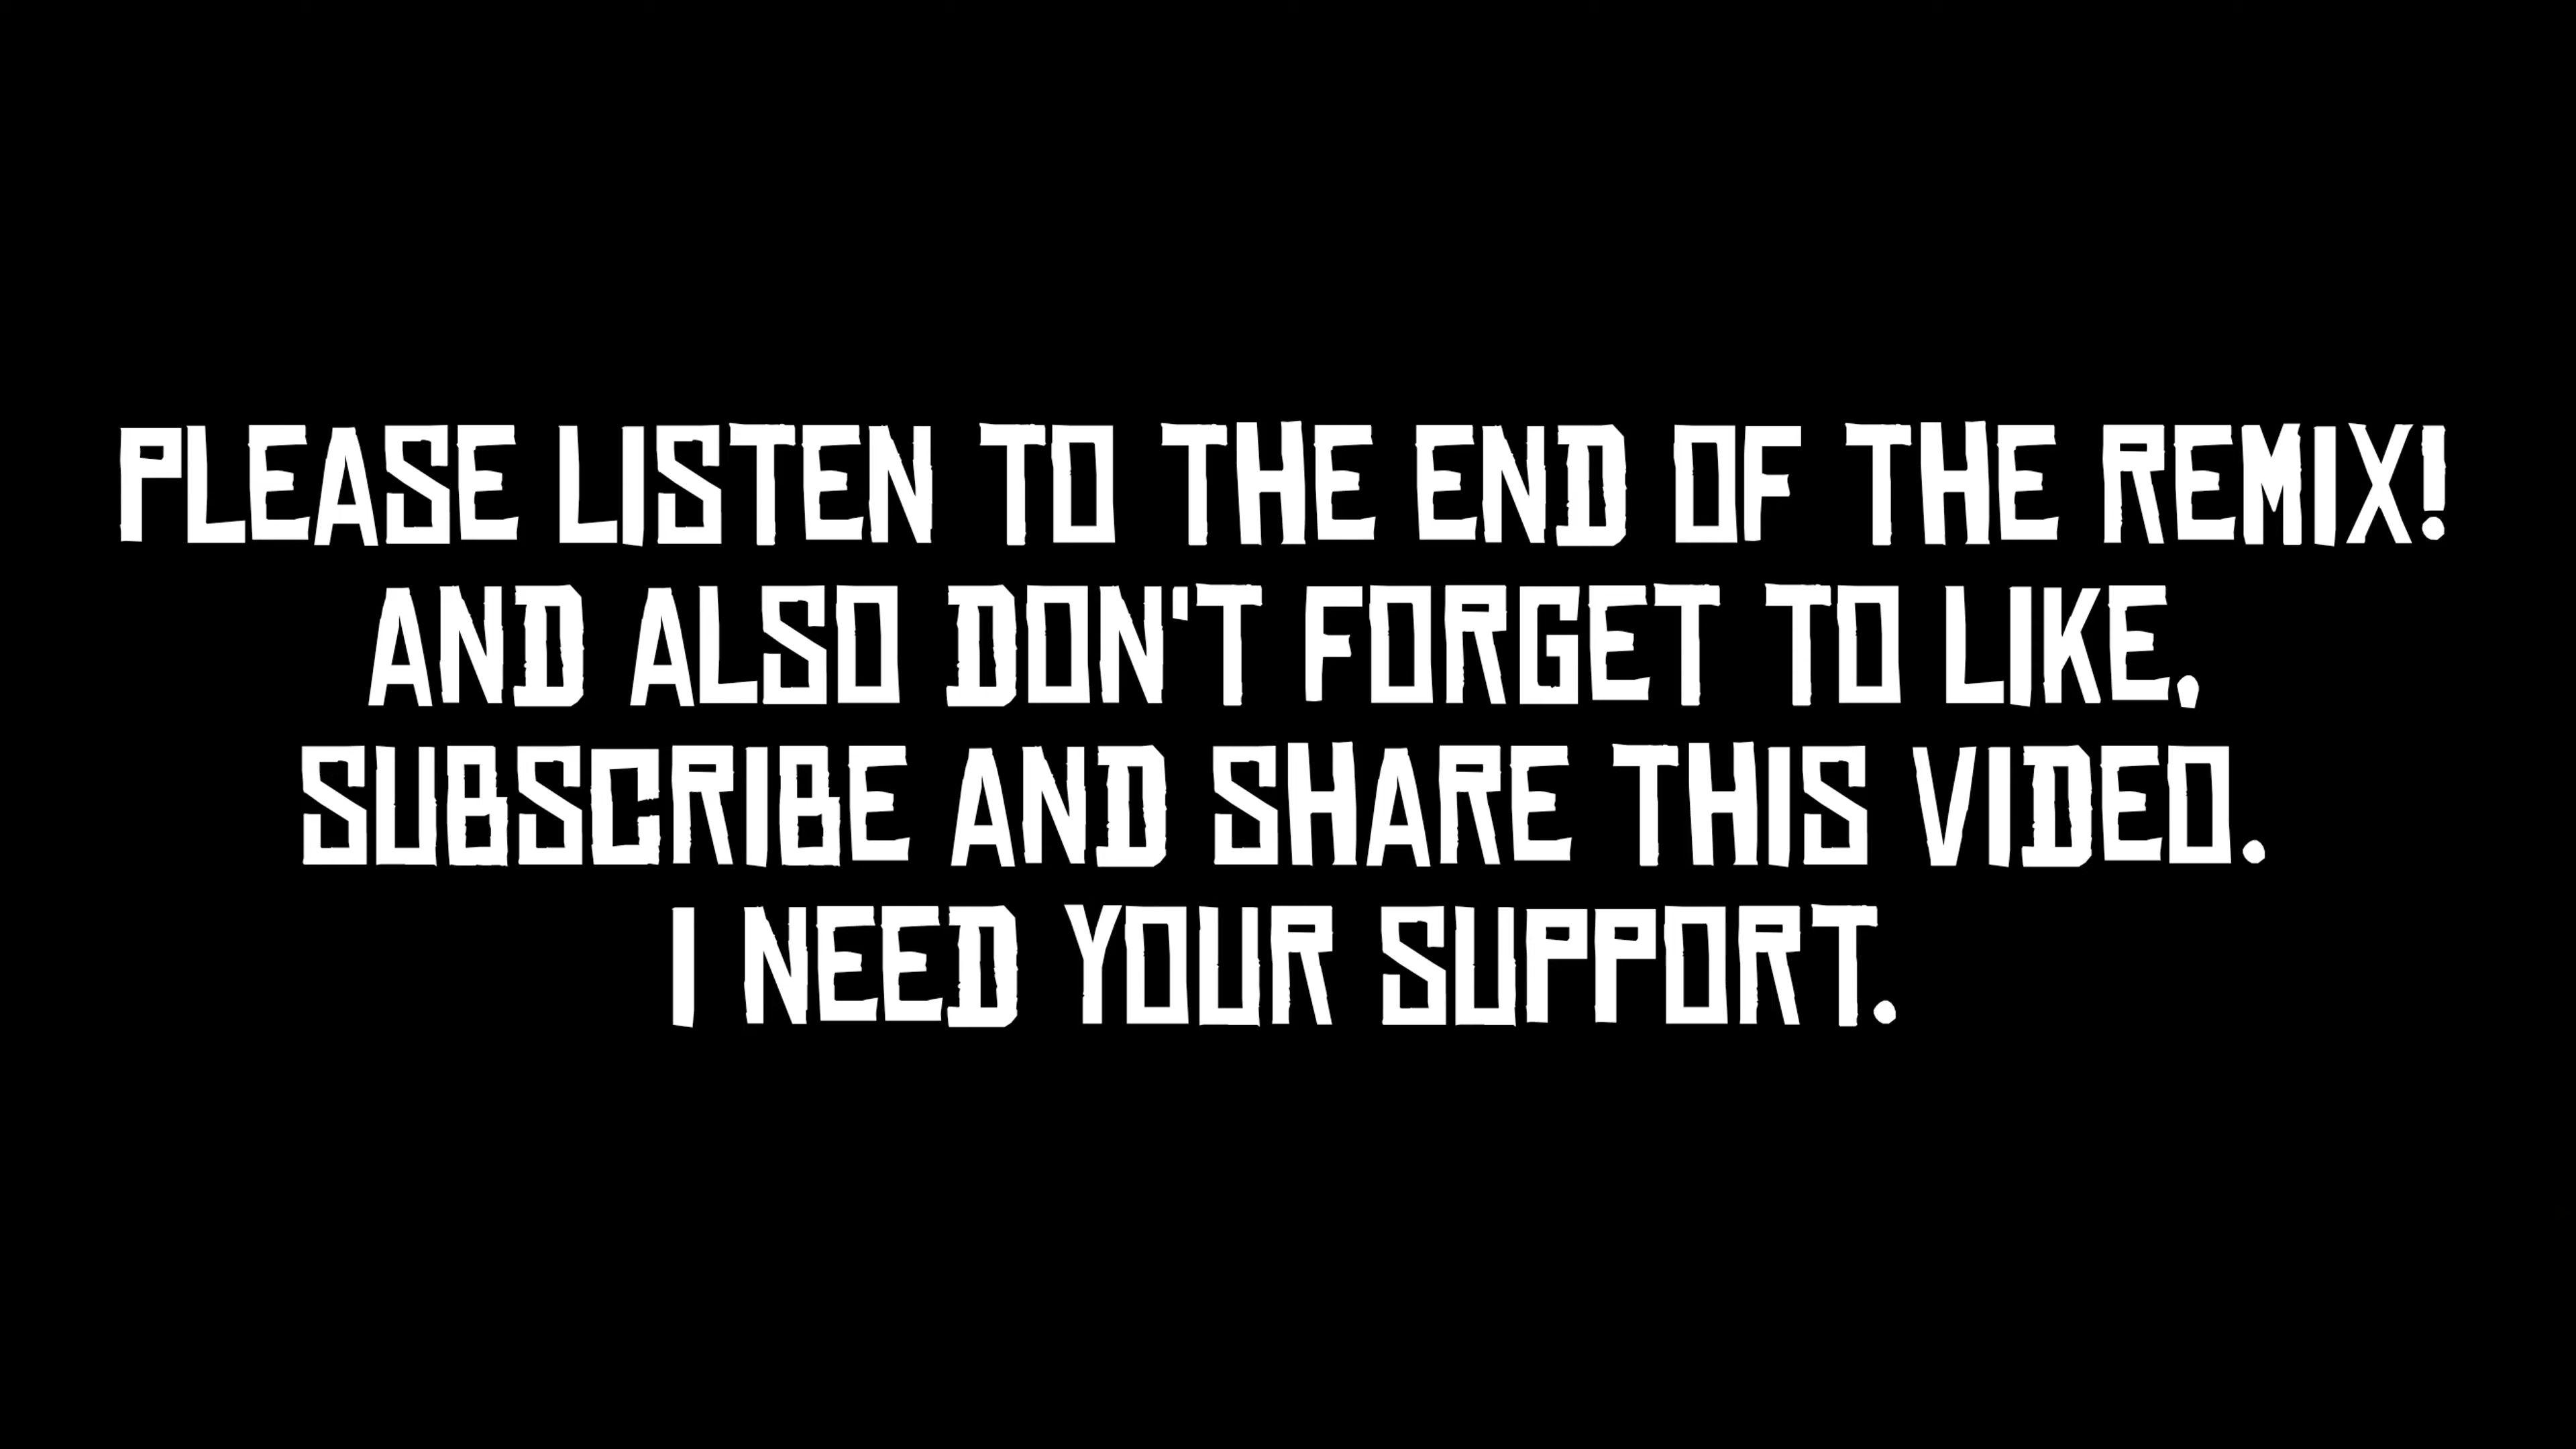 PLEASE LISTEN TO THE END OF THE REMIX!
AND ALSO DON'T FORGET TO LIKE,
SUBSCRIBE AND SHARE THIS VIDEO.
I NEED YOUR SUPPORT.